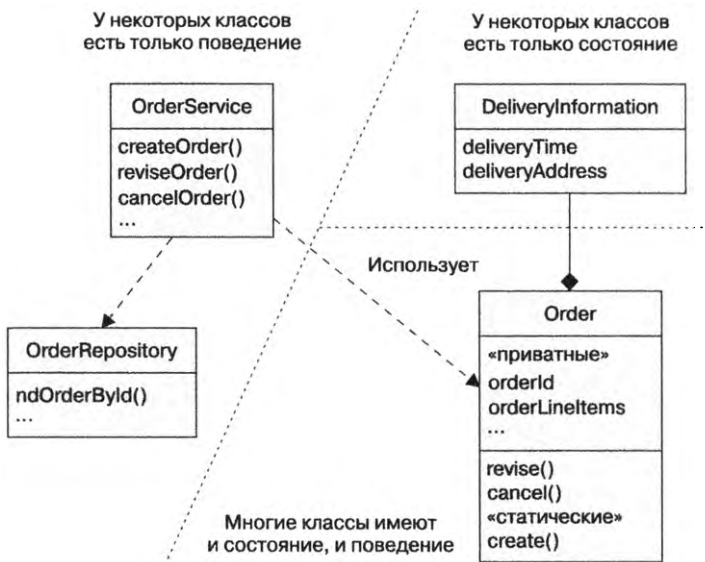 У некоторых классов
есть только поведение
У некоторых классов
есть только состояние
OrderService
createOrder()
reviseOrder()
cancelOrder()
...
DeliveryInformation
deliveryTime
deliveryAddress
Использует
OrderRepository
ndOrderById()
...
Order
«приватные»
orderId
orderLineItems
...
revise()
cancel()
«статические»
create()
Многие классы имеют
и состояние, и поведение